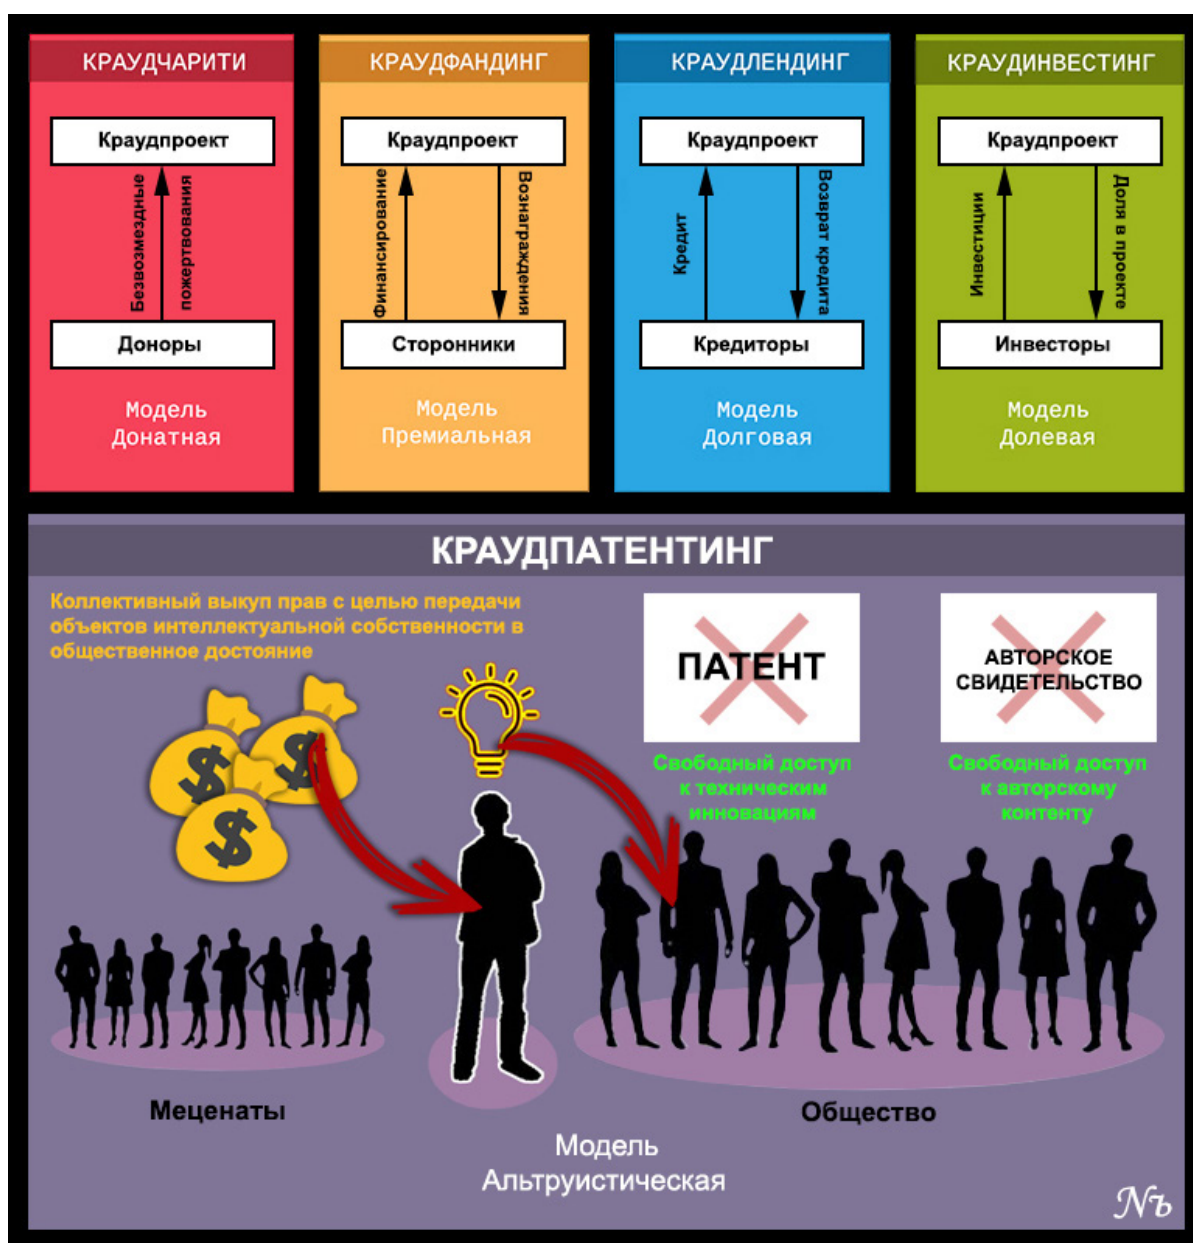 КРАУДЧАРИТИ
Краудпроект
Безвозмездные
пожертвования
Доноры
Модель
Донатная
КРАУДФАНДИНГ
Краудпроект
Финансирование
Вознаграждения
Сторонники
Модель
Премиальная
КРАУДЛЕНДИНГ
Краудпроект
Кредит
Возврат кредита
Кредиторы
Модель
Долговая
КРАУДИНВЕСТИНГ
Краудпроект
Инвестиции
Доля в проекте
Инвесторы
Модель
Долевая
КРАУДПАТЕНТИНГ
Коллективный выкуп прав с целью передачи
объектов интеллектуальной собственности в
общественное достояние
$
$
ПАТЕНТ
Свободный доступ
к техническим
инновациям
АВТОРСКОЕ
СВИДЕТЕЛЬСТВО
Свободный доступ
к авторскому
контенту
Меценаты
Общество
Модель
Альтруистическая
Nъ